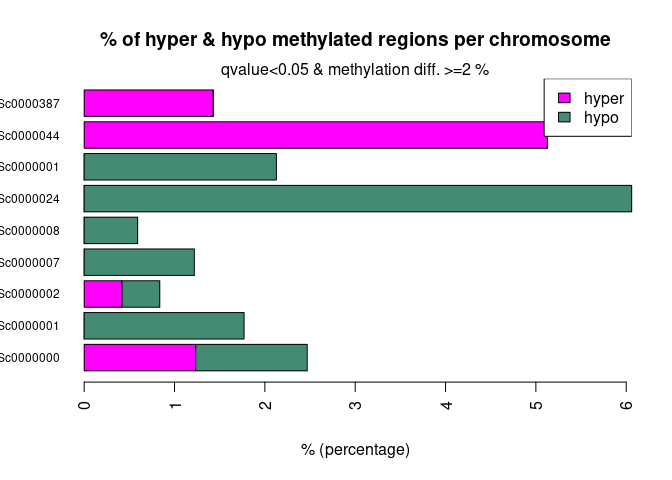 % of hyper & hypo methylated regions per chromosome
qvalue<0.05 & methylation diff. >=2 %
hyper
hypo
Sc0000387
Sc0000044
Sc0000001
Sc0000024
Sc0000008
Sc0000007
Sc0000002
Sc0000001
Sc0000000
0 1 2 3 4 5 6
% (percentage)